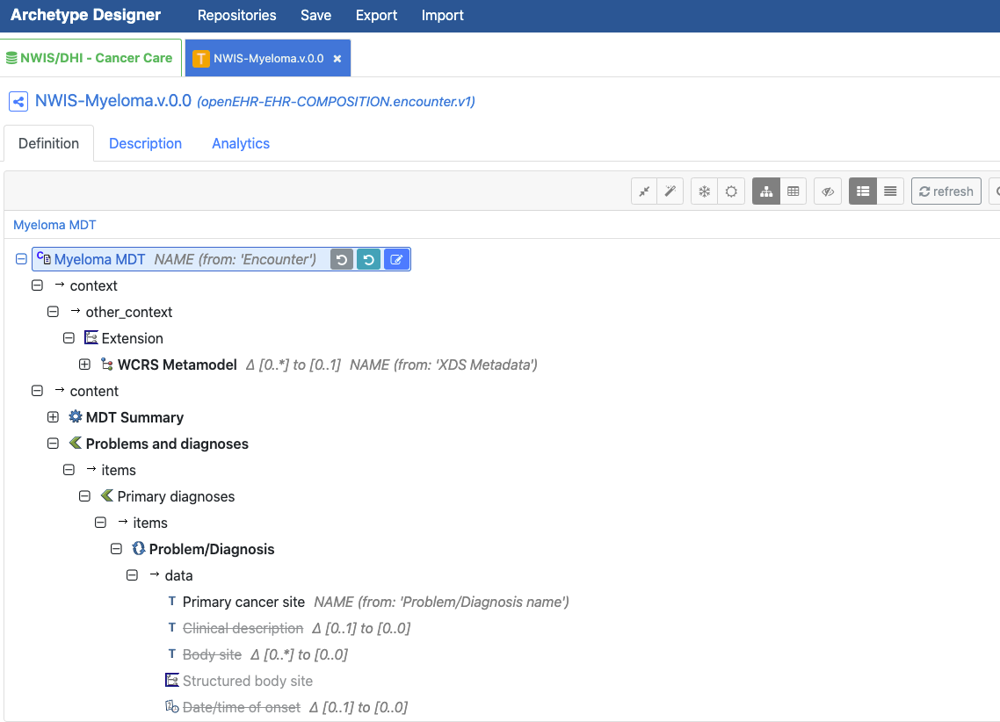 Archetype Designer Repositories Save Export Import
NWIS/DHI - Cancer Care T NWIS-Myeloma.v.0.0 ×
NWIS-Myeloma.v.0.0 (openEHR-EHR-COMPOSITION.encounter.v1)
Definition Description Analytics
refresh
Myeloma MDT
Myeloma MDT NAME (from: 'Encounter')
→ context
→ other_context
Extension
WCRS Metamodel Δ [0..*] to [0..1] NAME (from: 'XDS Metadata')
→ content
MDT Summary
Problems and diagnoses
→ items
Primary diagnoses
→ items
Problem/Diagnosis
→ data
T Primary cancer site NAME (from: 'Problem/Diagnosis name')
T Clinical description Δ [0..1] to [0..0]
T Body site Δ [0..*] to [0..0]
Structured body site
Date/time of onset Δ [0..1] to [0..0]